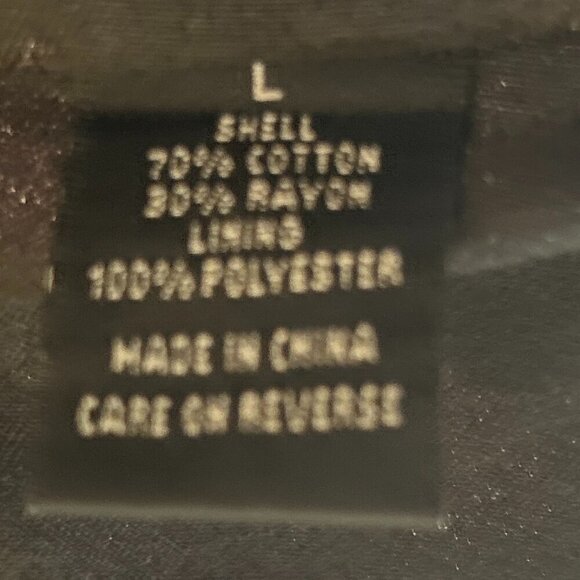 L
SHELL
70% COTTON
30% RAYON
LINING
100% POLYESTER
MADE IN CHINA
CARE ON REVERSE